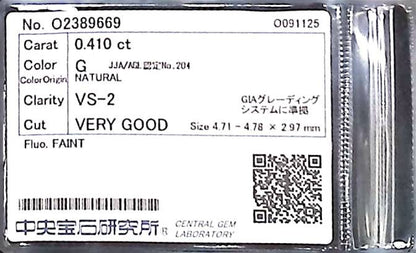 No. O2389669 O091125
Carat 0.410 ct
Color G JJA/AGL認定No.204
ColorOrigin NATURAL
Clarity VS-2 GIAグレーディング
システムに準拠
Cut VERY GOOD Size 4.71 - 4.78 × 2.97 mm
Fluo. FAINT
中央宝石研究所® CENTRAL GEM
LABORATORY